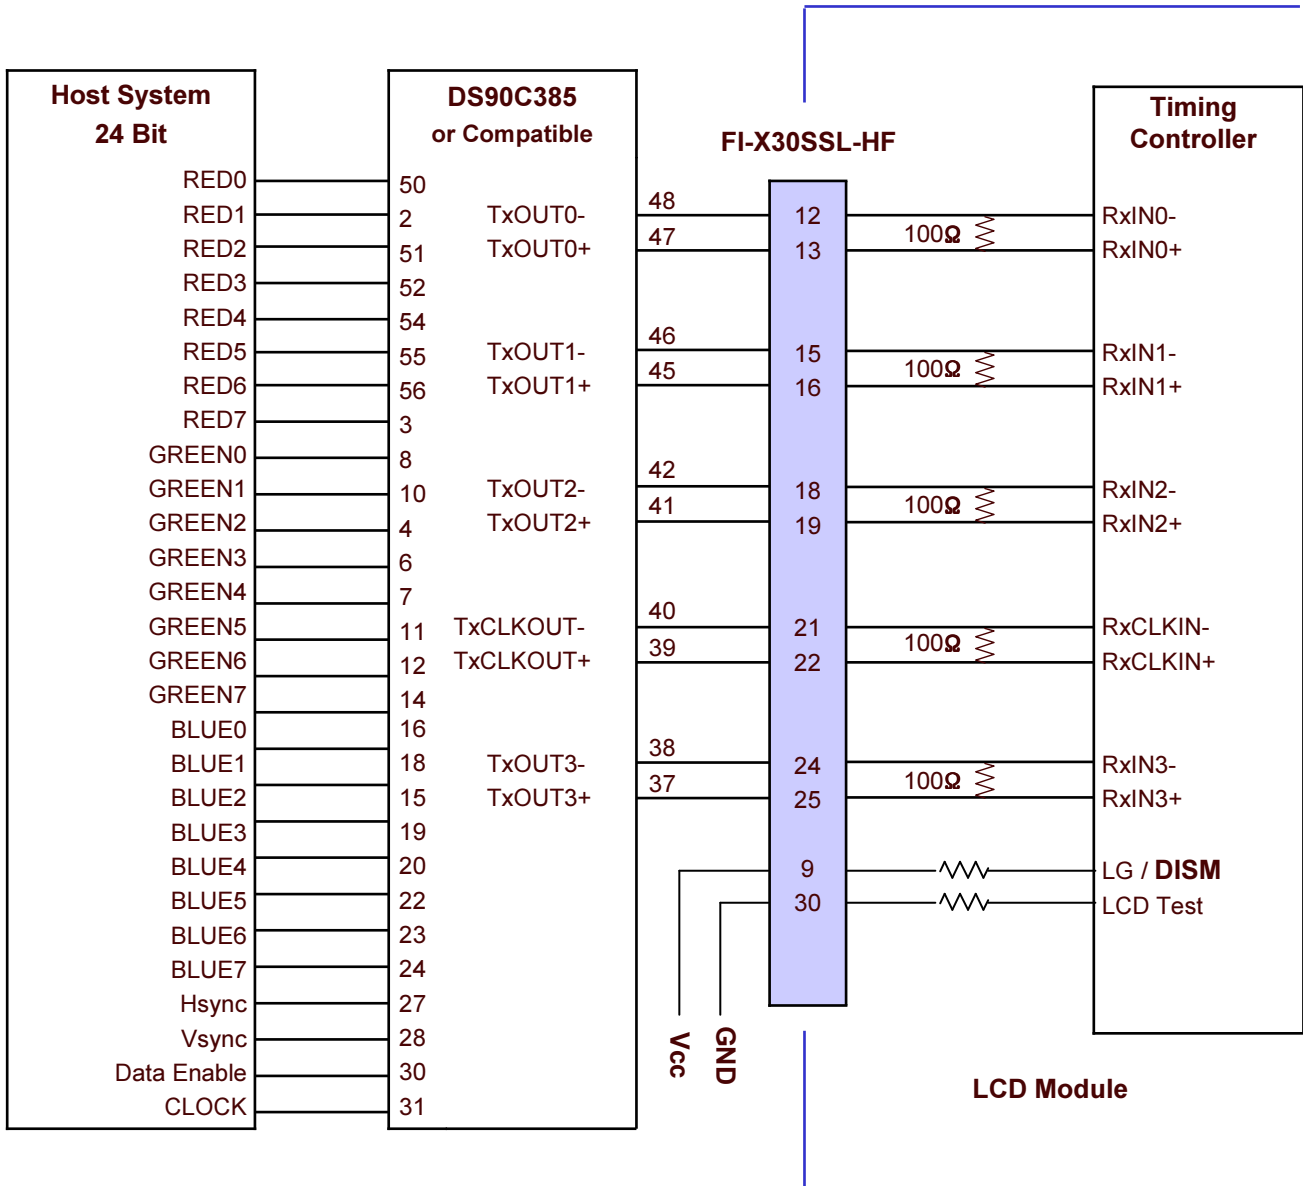 Host System
24 Bit
RED0
RED1
RED2
RED3
RED4
RED5
RED6
RED7
GREEN0
GREEN1
GREEN2
GREEN3
GREEN4
GREEN5
GREEN6
GREEN7
BLUE0
BLUE1
BLUE2
BLUE3
BLUE4
BLUE5
BLUE6
BLUE7
Hsync
Vsync
Data Enable
CLOCK
DS90C385
or Compatible
50
2
51
52
54
55
56
3
8
10
4
6
7
11
12
14
16
18
15
19
20
22
23
24
27
28
30
31
TxOUT0-
TxOUT0+
TxOUT1-
TxOUT1+
TxOUT2-
TxOUT2+
TxCLKOUT-
TxCLKOUT+
TxOUT3-
TxOUT3+
48
47
46
45
42
41
40
39
38
37
Vcc
GND
FI-X30SSL-HF
12
13
15
16
18
19
21
22
24
25
9
30
100Ω
100Ω
100Ω
100Ω
100Ω
Timing
Controller
RxIN0-
RxIN0+
RxIN1-
RxIN1+
RxIN2-
RxIN2+
RxCLKIN-
RxCLKIN+
RxIN3-
RxIN3+
LG / DISM
LCD Test
LCD Module